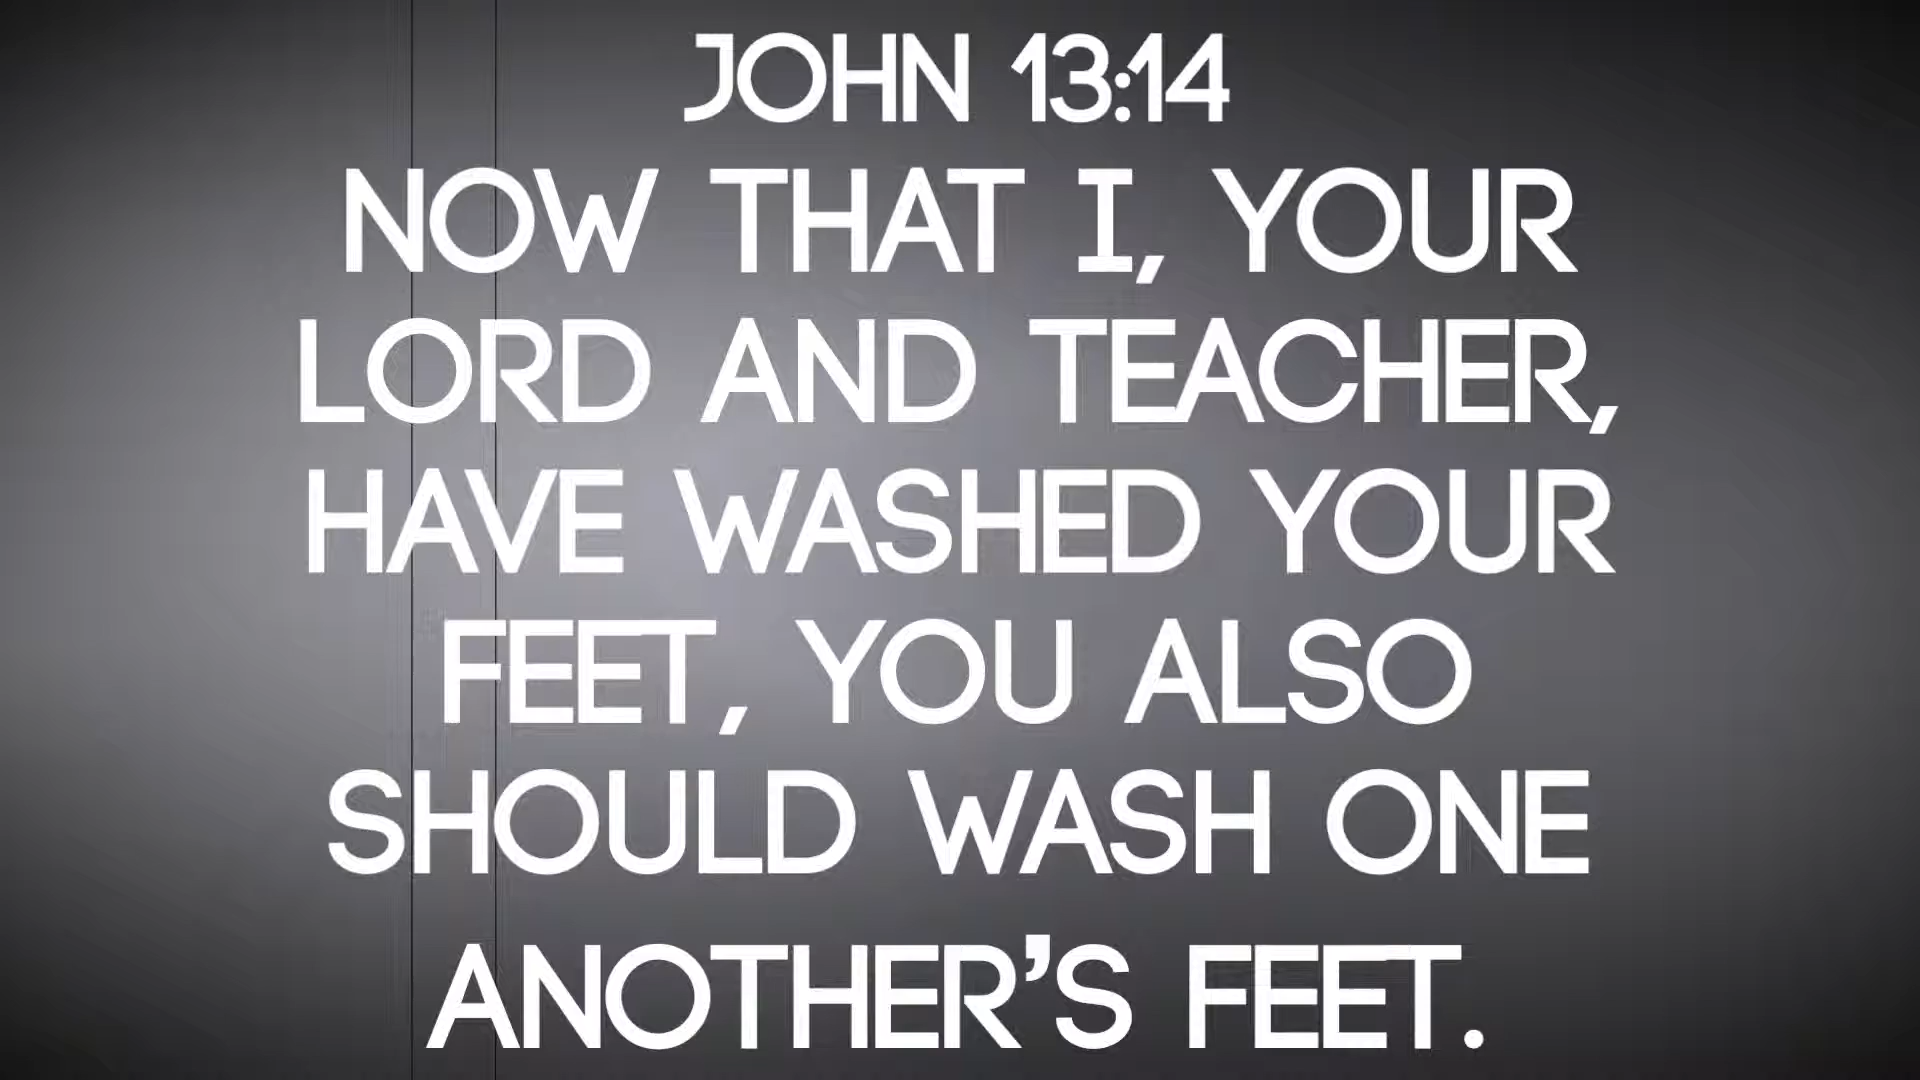 JOHN 13:14
NOW THAT I, YOUR
LORD AND TEACHER,
HAVE WASHED YOUR
FEET, YOU ALSO
SHOULD WASH ONE
ANOTHER’S FEET.